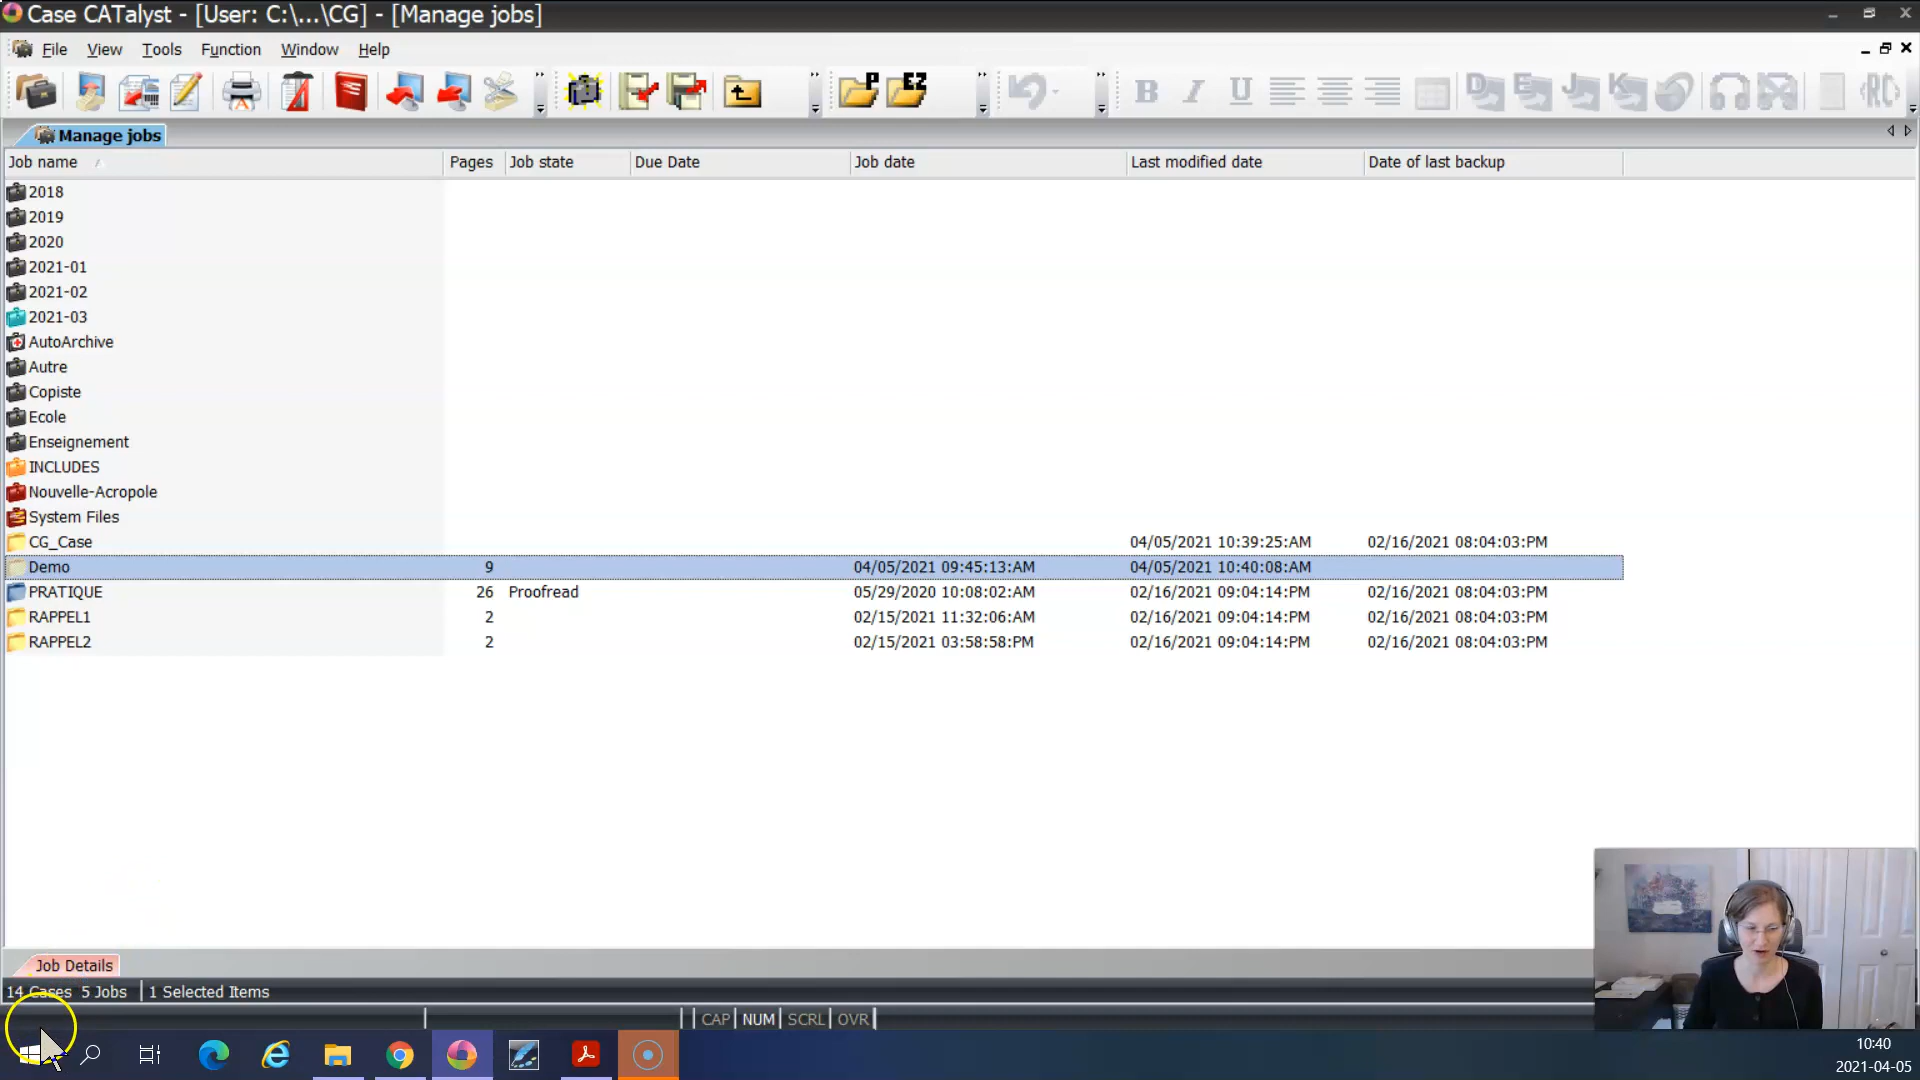 Case CATalyst - [User: C:\...\CG] - [Manage jobs]
File View Tools Function Window Help
P EZ B I U D E J K (RC)
Manage jobs
Job name Pages Job state Due Date Job date Last modified date Date of last backup
2018
2019
2020
2021-01
2021-02
2021-03
AutoArchive
Autre
Copiste
Ecole
Enseignement
INCLUDES
Nouvelle-Acropole
System Files
CG_Case 04/05/2021 10:39:25:AM 02/16/2021 08:04:03:PM
Demo 9 04/05/2021 09:45:13:AM 04/05/2021 10:40:08:AM
PRATIQUE 26 Proofread 05/29/2020 10:08:02:AM 02/16/2021 09:04:14:PM 02/16/2021 08:04:03:PM
RAPPEL1 2 02/15/2021 11:32:06:AM 02/16/2021 09:04:14:PM 02/16/2021 08:04:03:PM
RAPPEL2 2 02/15/2021 03:58:58:PM 02/16/2021 09:04:14:PM 02/16/2021 08:04:03:PM
Job Details
14 Cases 5 Jobs 1 Selected Items
CAP NUM SCRL OVR
10:40
2021-04-05